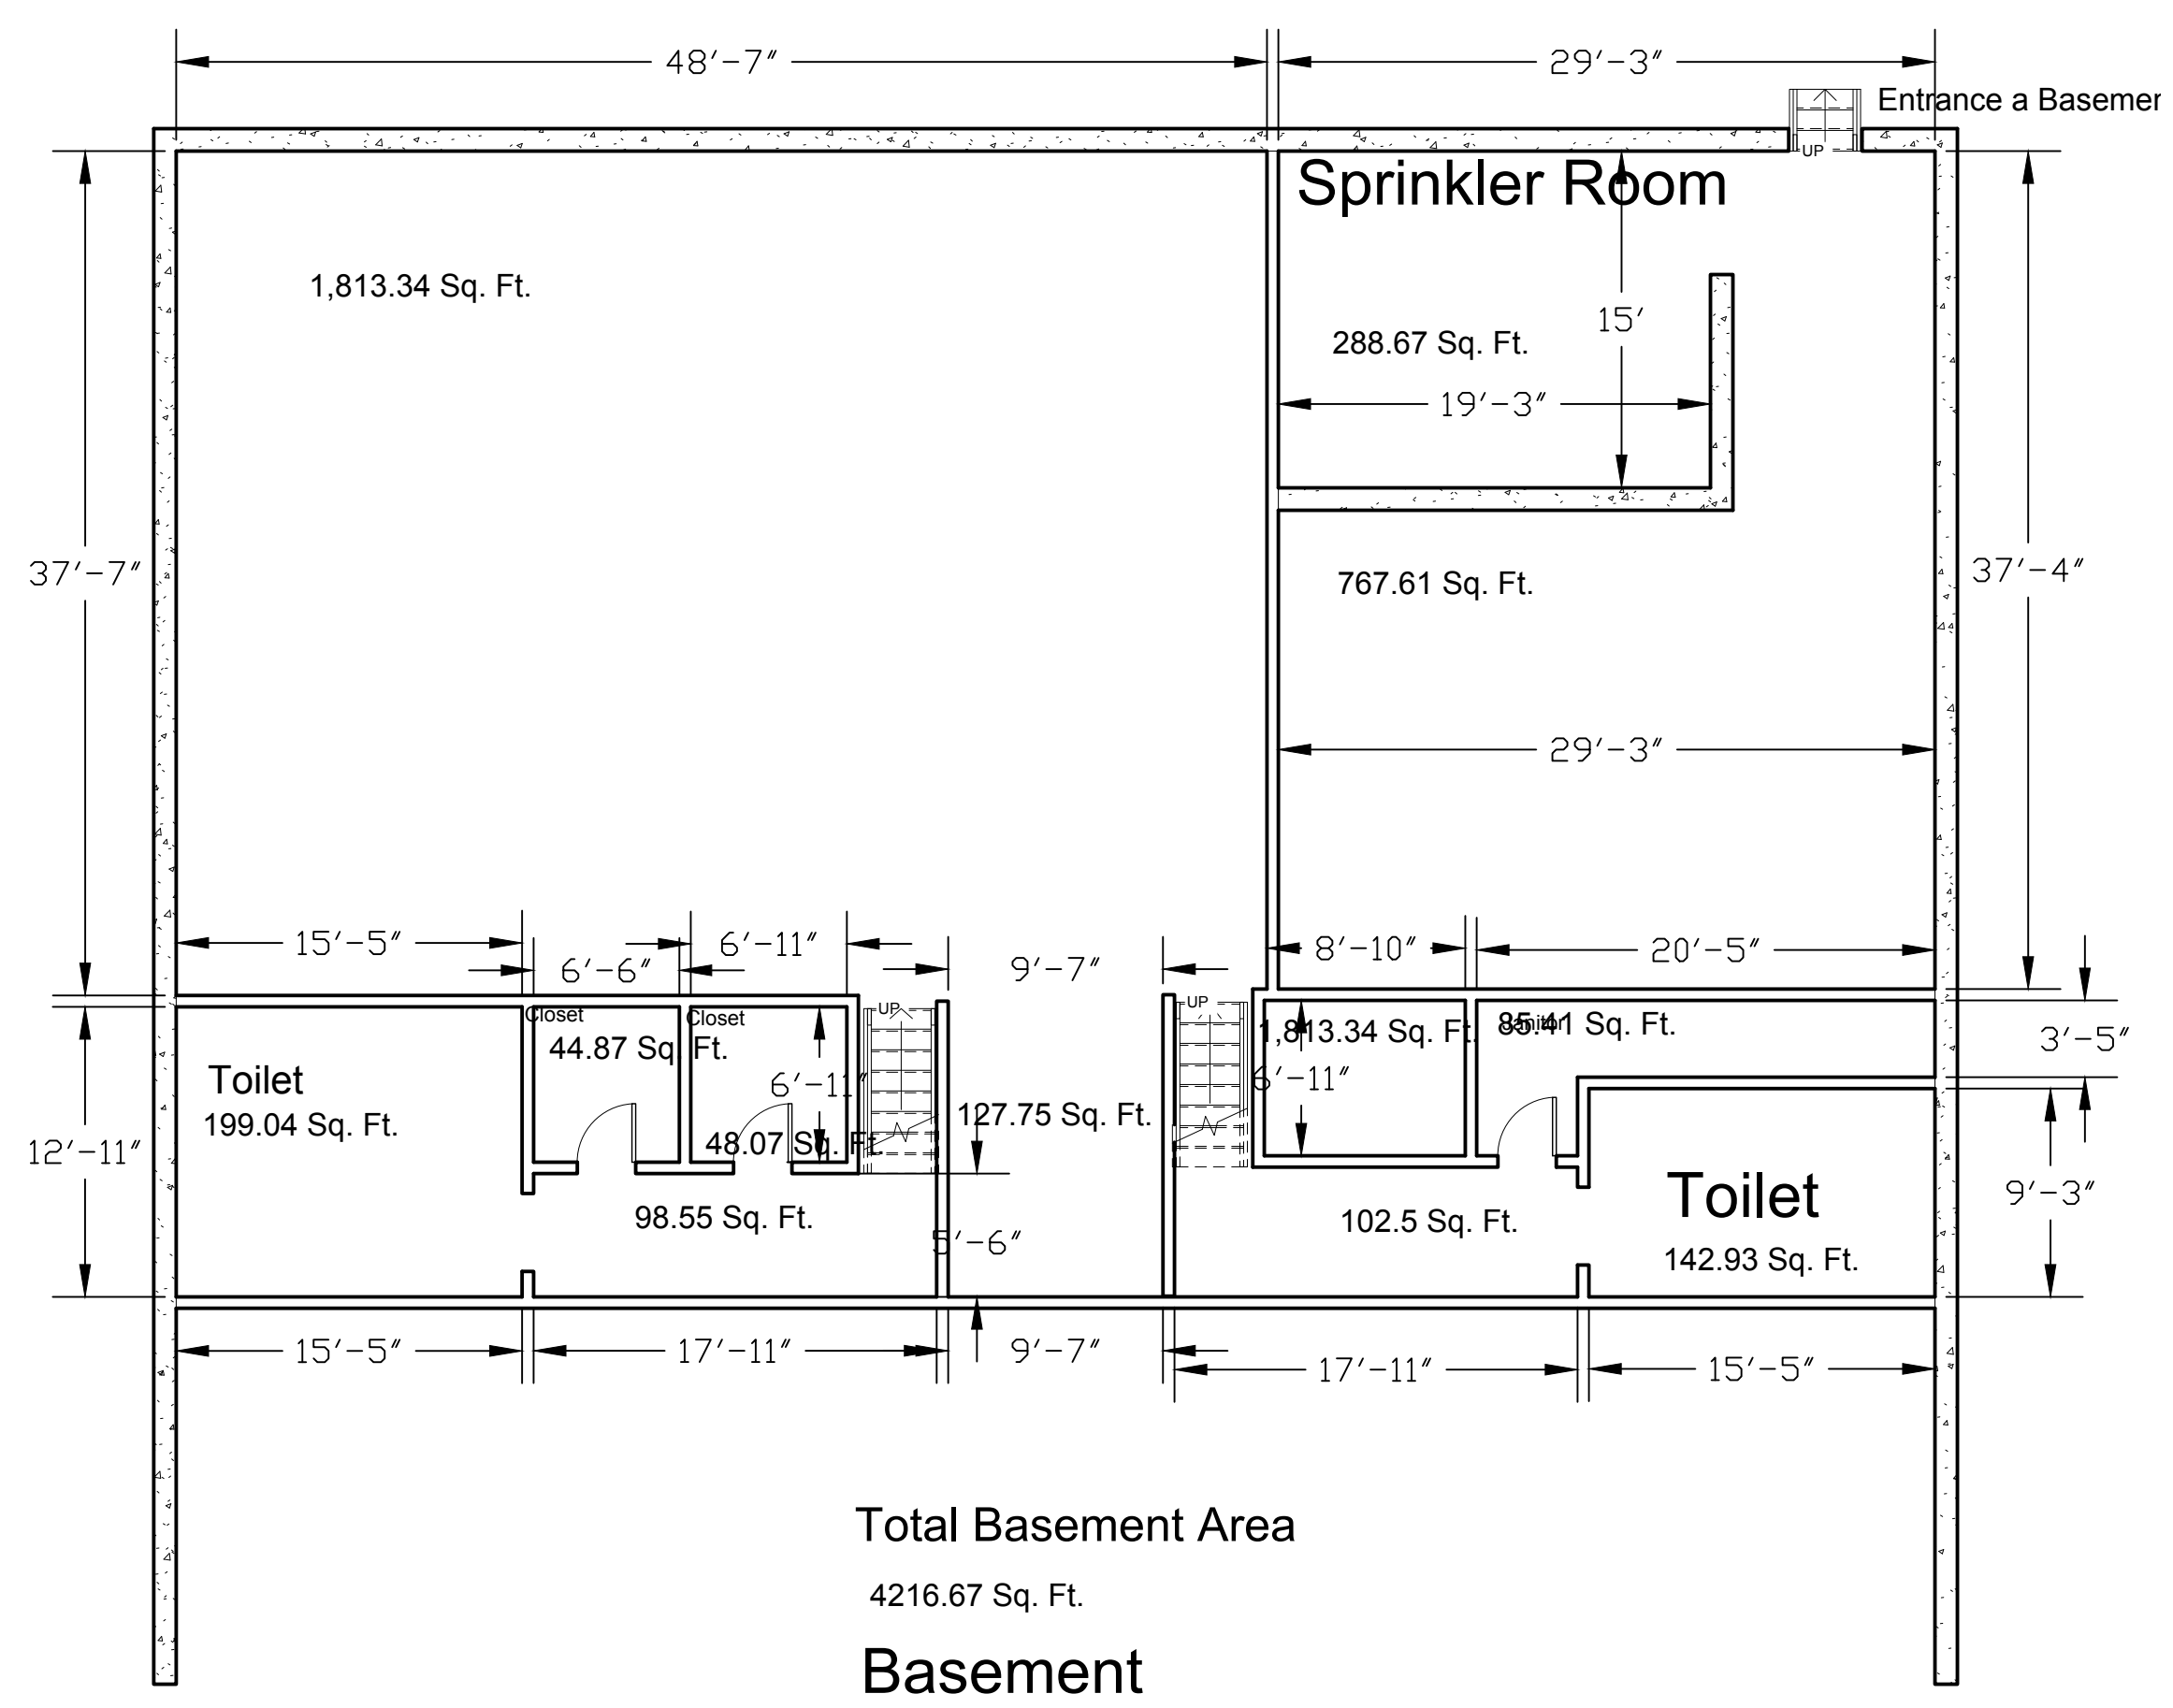 48'-7"
29'-3"
Entrance a Basemen
UP
Sprinkler Room
1,813.34 Sq. Ft.
15'
288.67 Sq. Ft.
19'-3"
37'-7"
37'-4"
767.61 Sq. Ft.
29'-3"
15'-5"
6'-11"
8'-10"
20'-5"
6'-6"
9'-7"
UP
UP
Closet
Closet
1,813.34 Sq. Ft.
85.41 Sq. Ft.
Janitor
3'-5"
44.87 Sq. Ft.
Toilet
6'-11"
6'-11"
199.04 Sq. Ft.
127.75 Sq. Ft.
12'-11"
48.07 Sq. Ft.
Toilet
9'-3"
98.55 Sq. Ft.
102.5 Sq. Ft.
5'-6"
142.93 Sq. Ft.
15'-5"
17'-11"
9'-7"
17'-11"
15'-5"
Total Basement Area
4216.67 Sq. Ft.
Basement